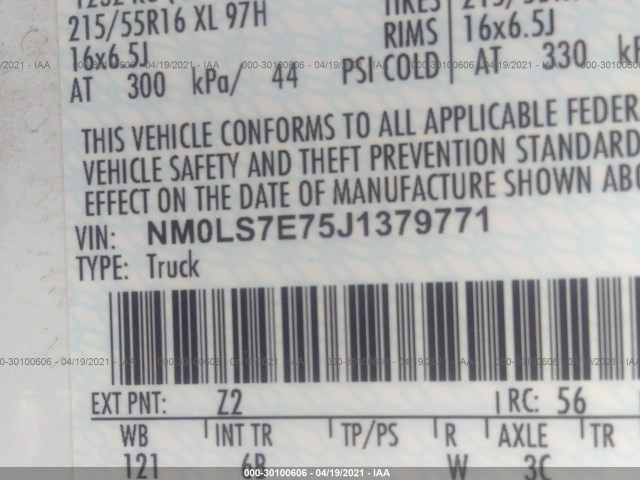 215/55R16 XL 97H
RIMS
16x6.5J
16x6.5J
AT 300 kPa/ 44 PSI COLD
AT 330
THIS VEHICLE CONFORMS TO ALL APPLICABLE FEDER
VEHICLE SAFETY AND THEFT PREVENTION STANDARD
EFFECT ON THE DATE OF MANUFACTURE SHOWN ABO
VIN: NM0LS7E75J1379771
TYPE: Truck
EXT PNT: Z2 RC: 56
WB INT TR TP/PS R AXLE TR
121 6B W 3C
000-30100606 - 04/19/2021 - IAA